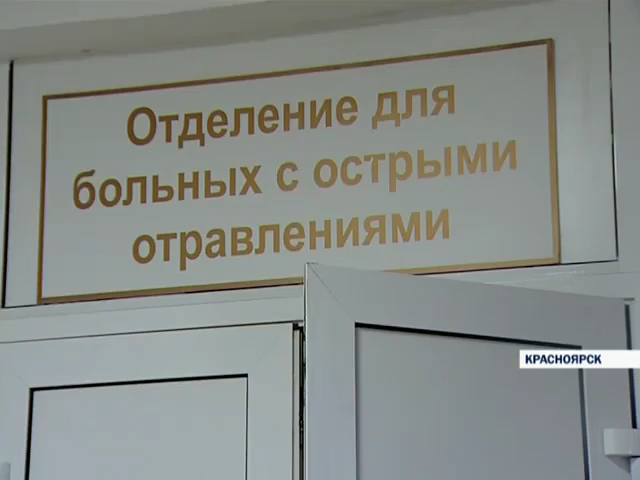 Отделение для
больных с острыми
отравлениями
КРАСНОЯРСК